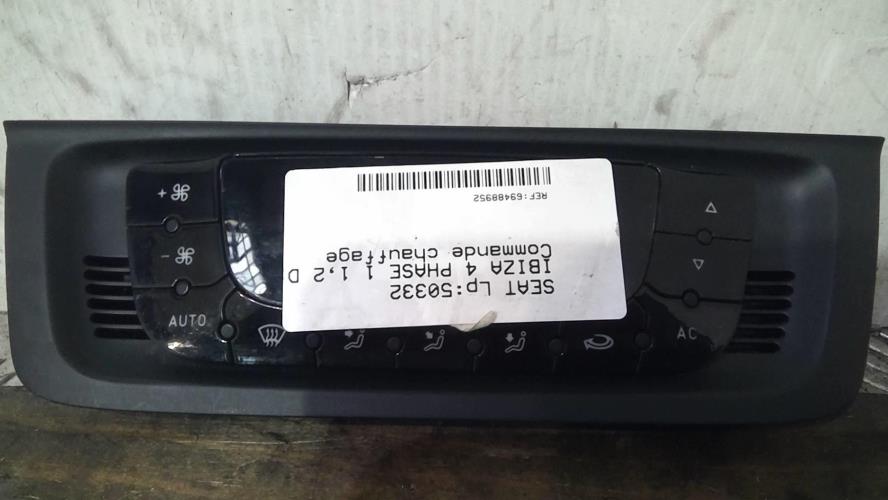 SEAT Lp:50332
IBIZA 4 PHASE 1 1,2 D
Commande chauffage
REF:69488952
AUTO
AC